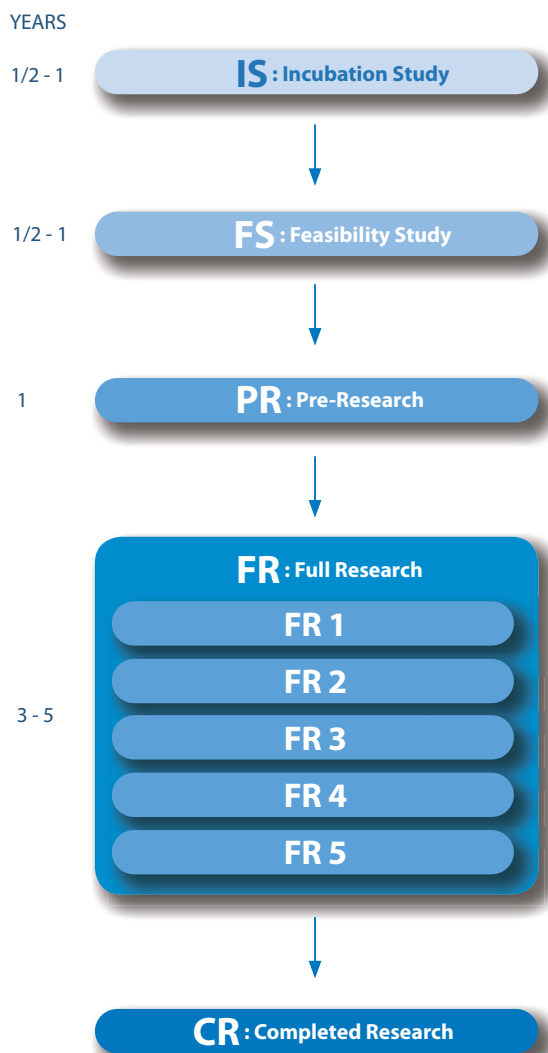 YEARS
1/2 - 1
IS : Incubation Study
1/2 - 1
FS : Feasibility Study
1
PR : Pre-Research
FR : Full Research
FR 1
FR 2
3 - 5
FR 3
FR 4
FR 5
CR : Completed Research